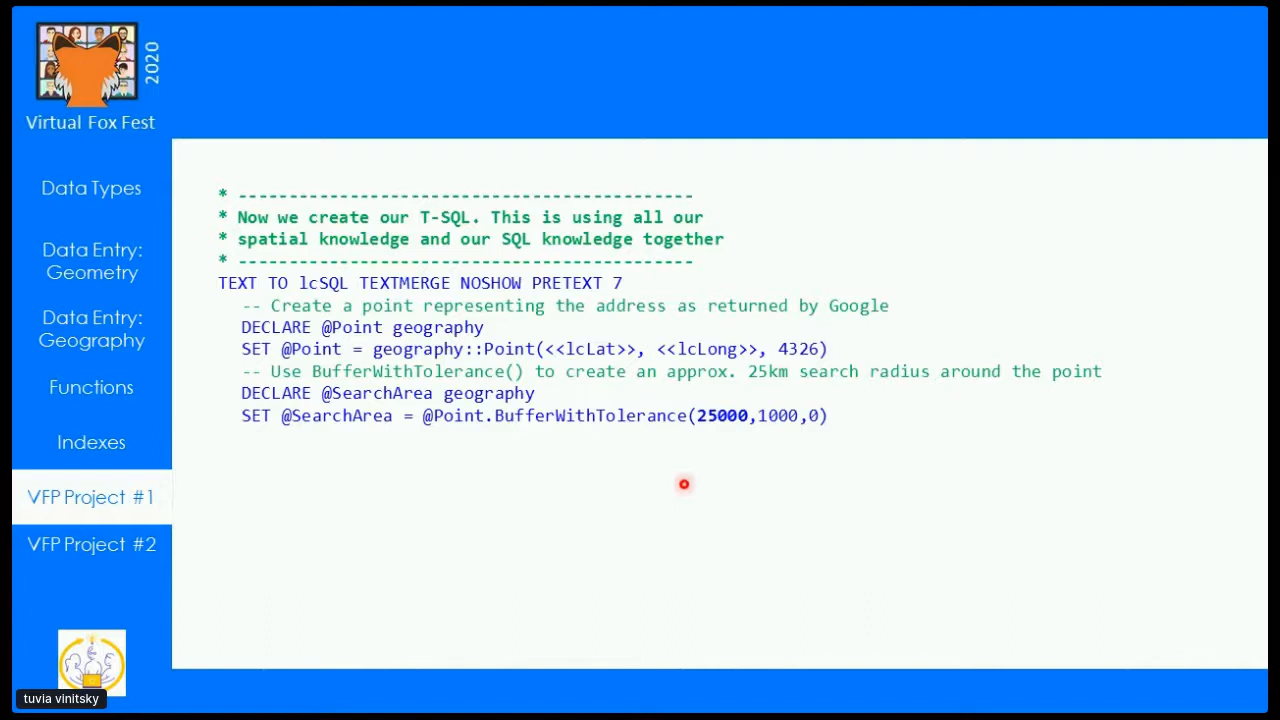 2020
Virtual Fox Fest
Data Types
Data Entry:
Geometry
Data Entry:
Geography
Functions
Indexes
VFP Project #1
VFP Project #2
tuvia vinitsky
* ---------------------------------------------
* Now we create our T-SQL. This is using all our
* spatial knowledge and our SQL knowledge together
* ---------------------------------------------
TEXT TO lcSQL TEXTMERGE NOSHOW PRETEXT 7
-- Create a point representing the address as returned by Google
DECLARE @Point geography
SET @Point = geography::Point(<<lcLat>>, <<lcLong>>, 4326)
-- Use BufferWithTolerance() to create an approx. 25km search radius around the point
DECLARE @SearchArea geography
SET @SearchArea = @Point.BufferWithTolerance(25000,1000,0)